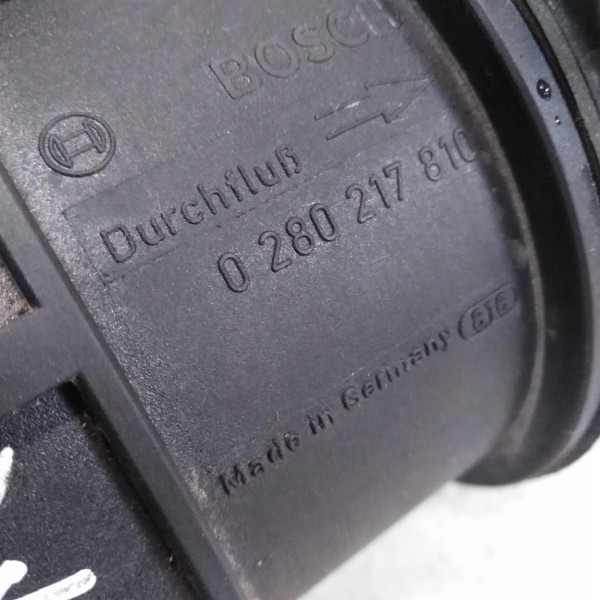 BOSCH
Durchfluß
0 280 217 810
Made in Germany